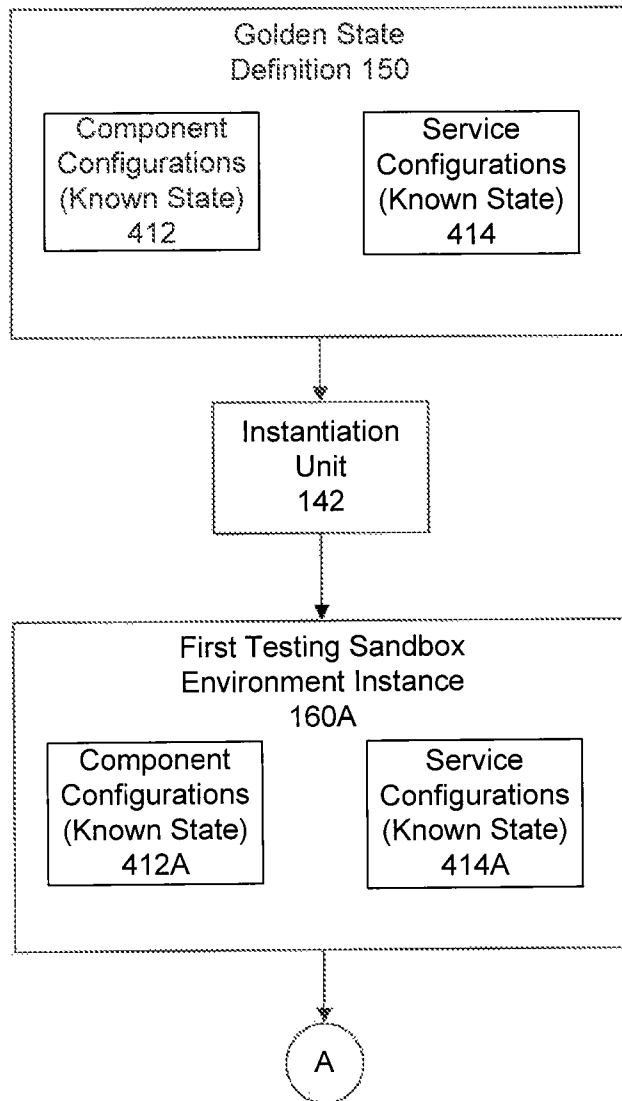 Golden State
Definition 150
Component
Configurations
(Known State)
412
Service
Configurations
(Known State)
414
Instantiation
Unit
142
First Testing Sandbox
Environment Instance
160A
Component
Configurations
(Known State)
412A
Service
Configurations
(Known State)
414A
A